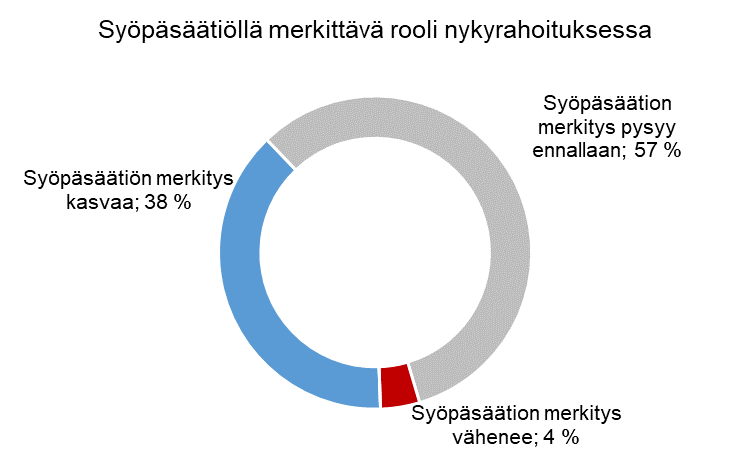 Syöpäsäätiöllä merkittävä rooli nykyrahoituksessa
Syöpäsäätion
merkitys pysyy
ennallaan; 57 %
Syöpäsäätiön merkitys
kasvaa; 38 %
Syöpäsäätion merkitys
vähenee; 4 %